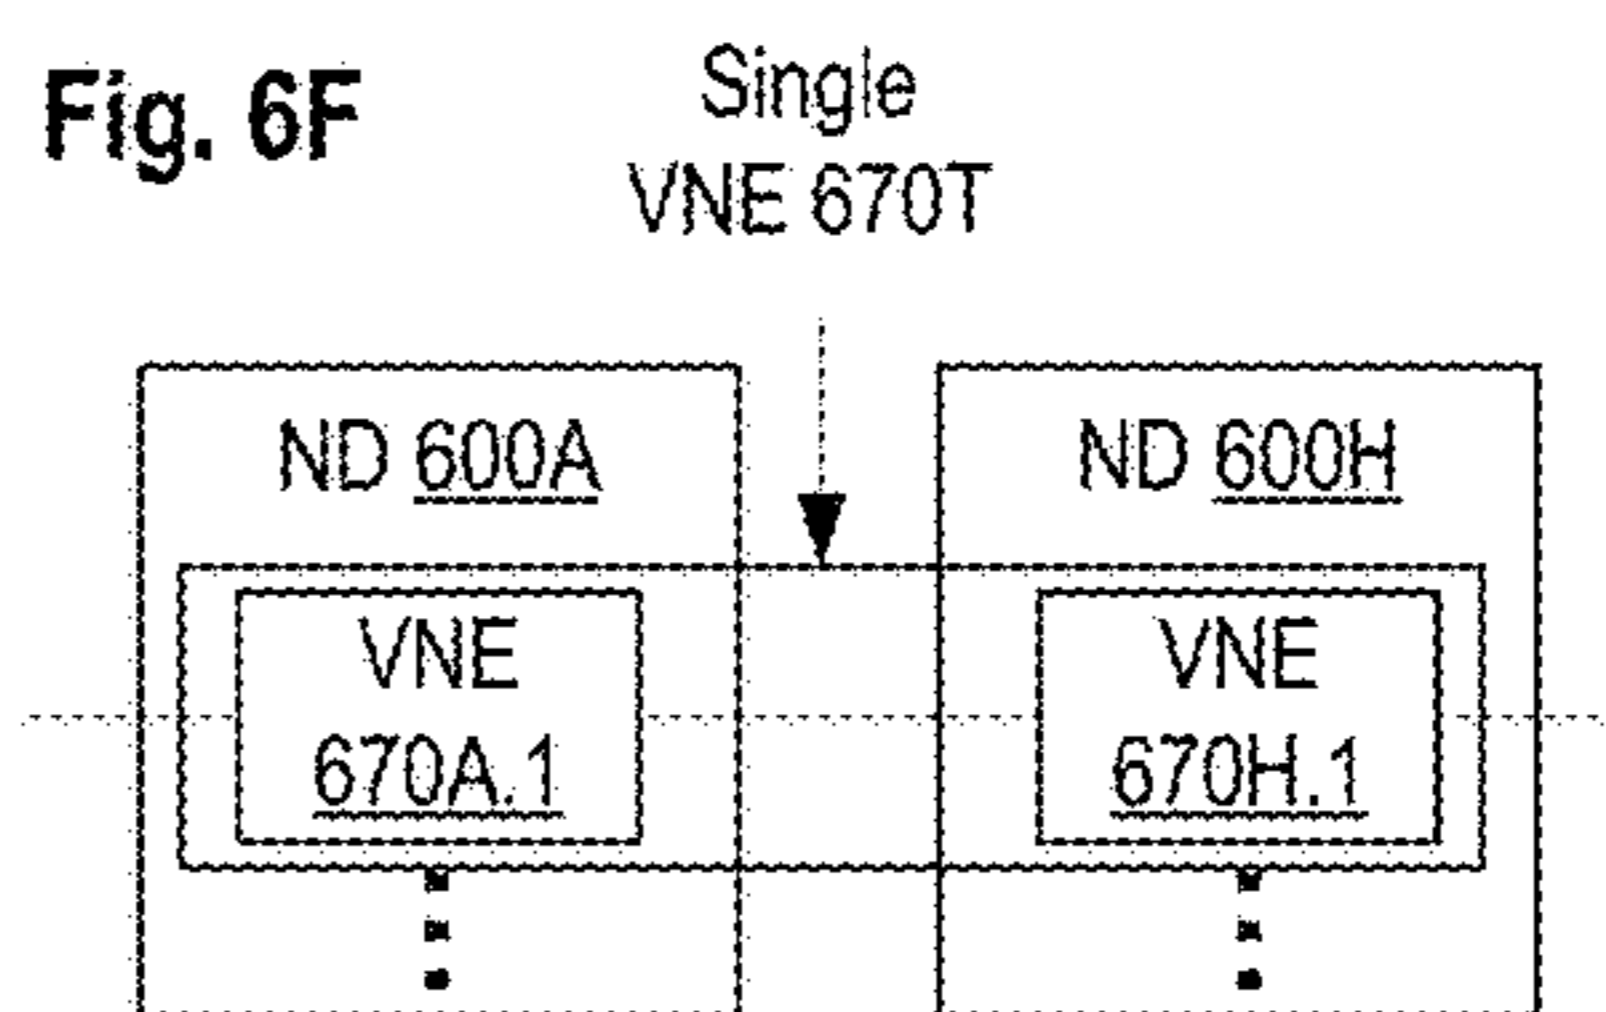 Fig. 6F
Single
VNE 670T
ND 600A
ND 600H
VNE
670A.1
VNE
670H.1